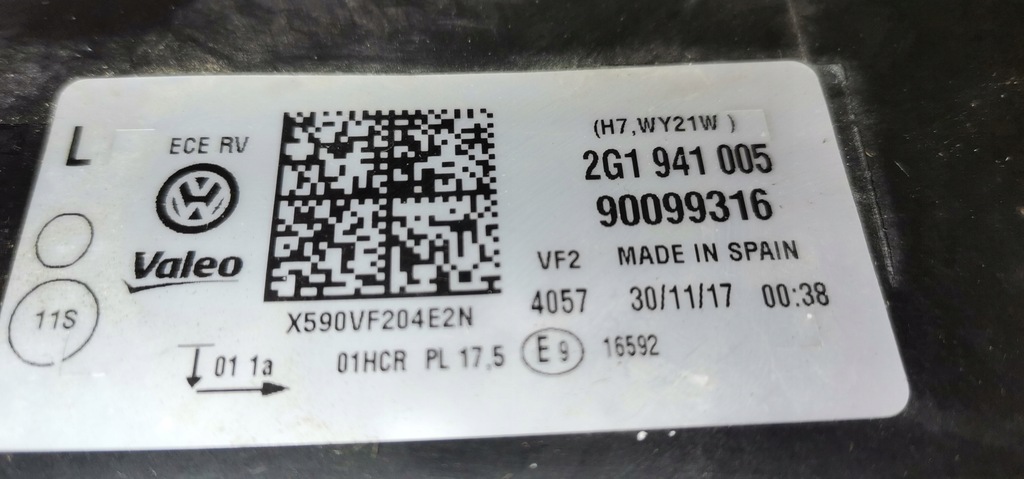 L
ECE RV
Valeo
11S
X590VF204E2N
01 1a
01HCR PL 17,5
(H7,WY21W )
2G1 941 005
90099316
VF2 MADE IN SPAIN
4057 30/11/17 00:38
E9 16592